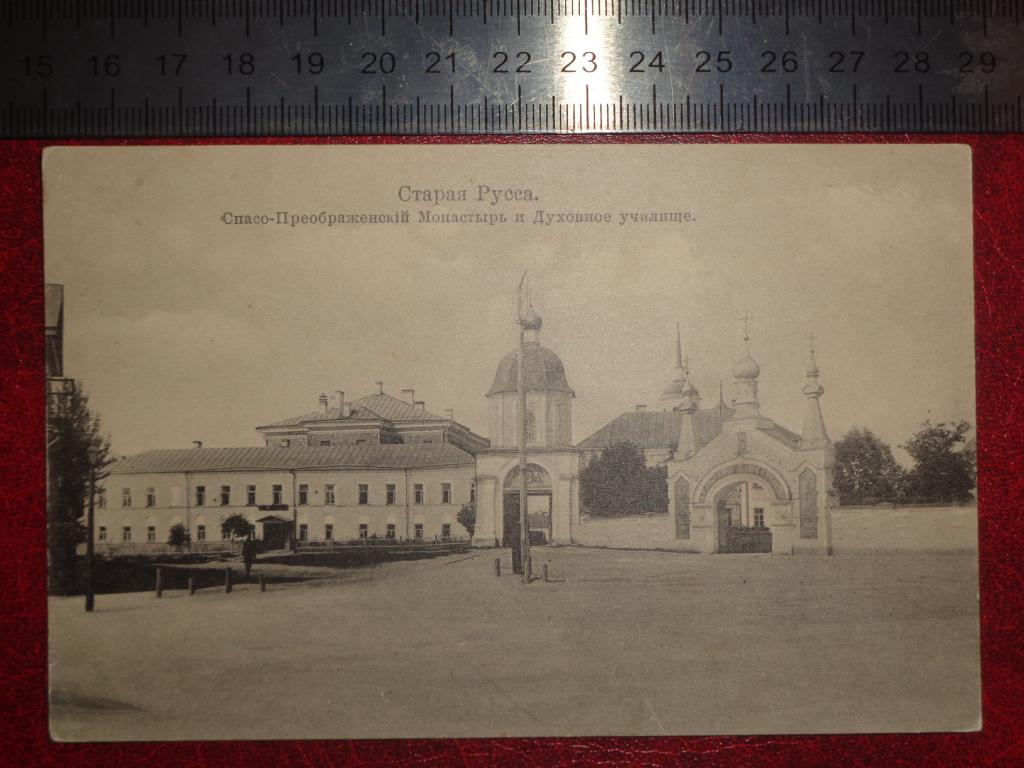 15 16 17 18 19 20 21 22 23 24 25 26 27 28 29
Старая Русса.
Спасо-Преображенскій Монастырь и Духовное училище.